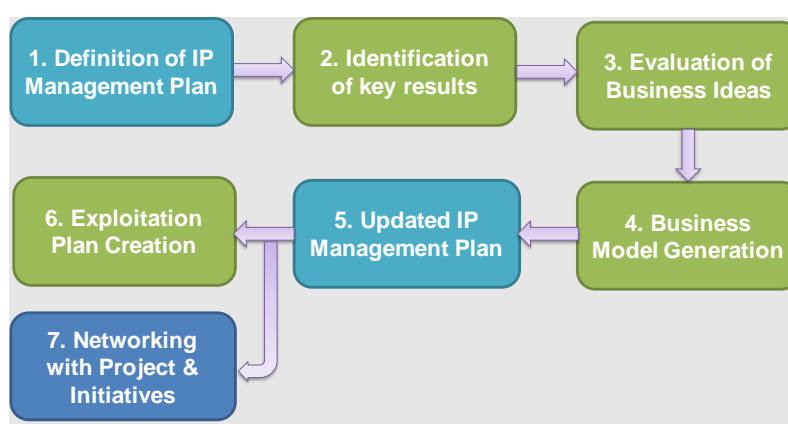 1. Definition of IP
Management Plan
2. Identification
of key results
3. Evaluation of
Business Ideas
4. Business
Model Generation
5. Updated IP
Management Plan
6. Exploitation
Plan Creation
7. Networking
with Project &
Initiatives